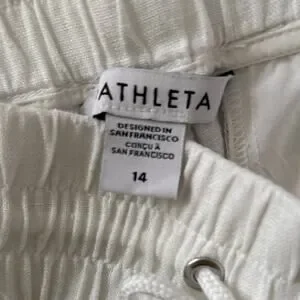 ATHLETA
DESIGNED IN
SAN FRANCISCO
CONÇU À
SAN FRANCISCO
14